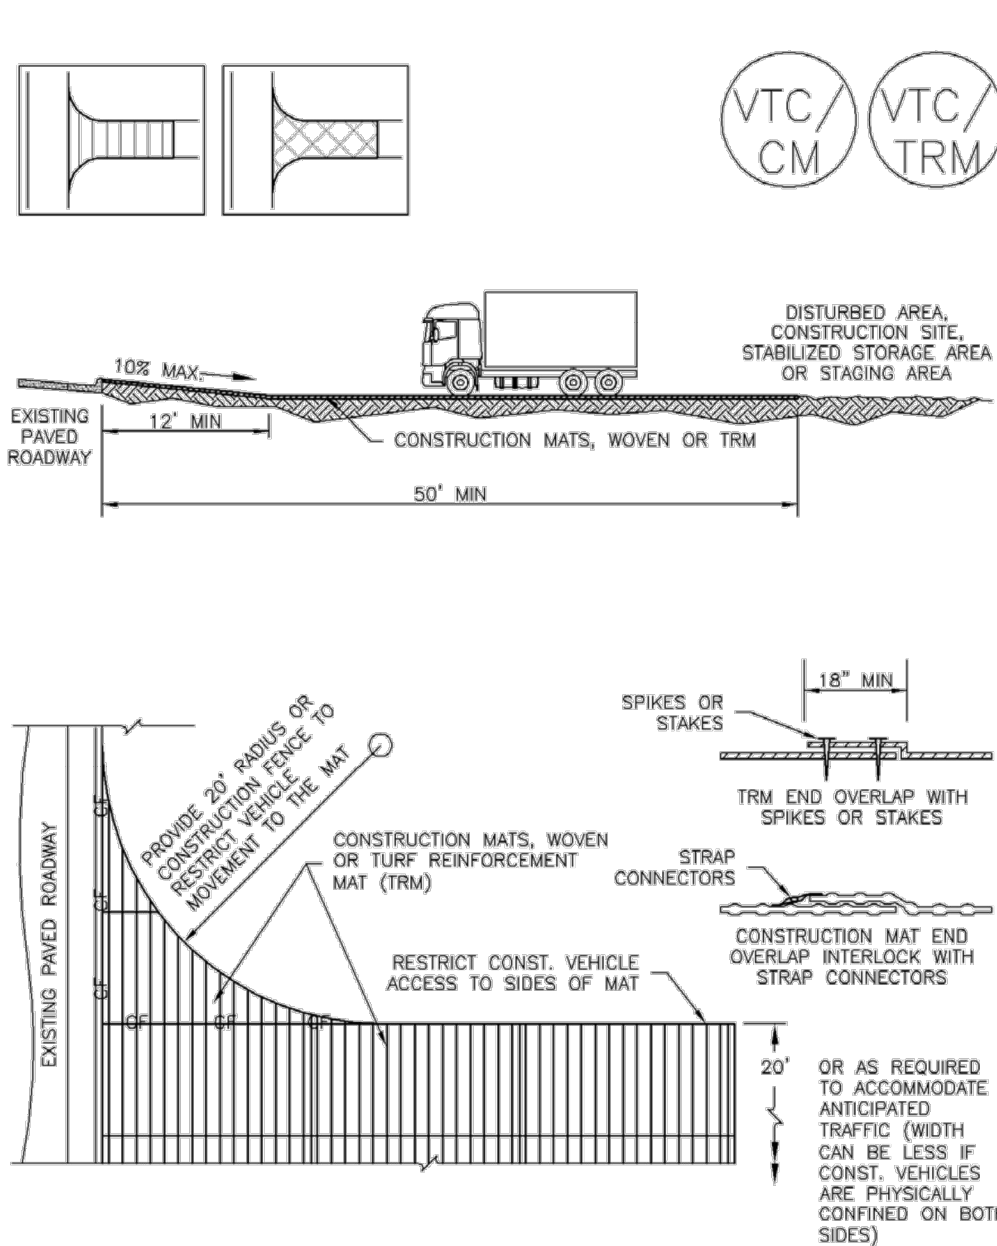 VTC/
CM
VTC/
TRM
DISTURBED AREA,
CONSTRUCTION SITE,
STABILIZED STORAGE AREA
OR STAGING AREA
10% MAX.
EXISTING
PAVED
ROADWAY
12' MIN
CONSTRUCTION MATS, WOVEN OR TRM
50' MIN
18" MIN
SPIKES OR
STAKES
TRM END OVERLAP WITH
SPIKES OR STAKES
PROVIDE 20' RADIUS OR
CONSTRUCTION FENCE TO
RESTRICT VEHICLE
MOVEMENT TO THE MAT
CONSTRUCTION MATS, WOVEN
OR TURF REINFORCEMENT
MAT (TRM)
STRAP
CONNECTORS
CONSTRUCTION MAT END
OVERLAP INTERLOCK WITH
STRAP CONNECTORS
RESTRICT CONST. VEHICLE
ACCESS TO SIDES OF MAT
EXISTING PAVED ROADWAY
CF
CF
CF
CF
CF
CF
20'
OR AS REQUIRED
TO ACCOMMODATE
ANTICIPATED
TRAFFIC (WIDTH
CAN BE LESS IF
CONST. VEHICLES
ARE PHYSICALLY
CONFINED ON BOTH
SIDES)